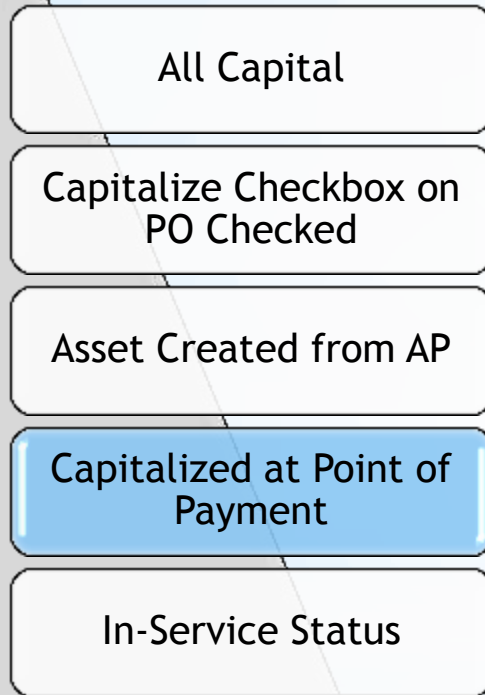 All Capital
Capitalize Checkbox on
PO Checked
Asset Created from AP
Capitalized at Point of
Payment
In-Service Status